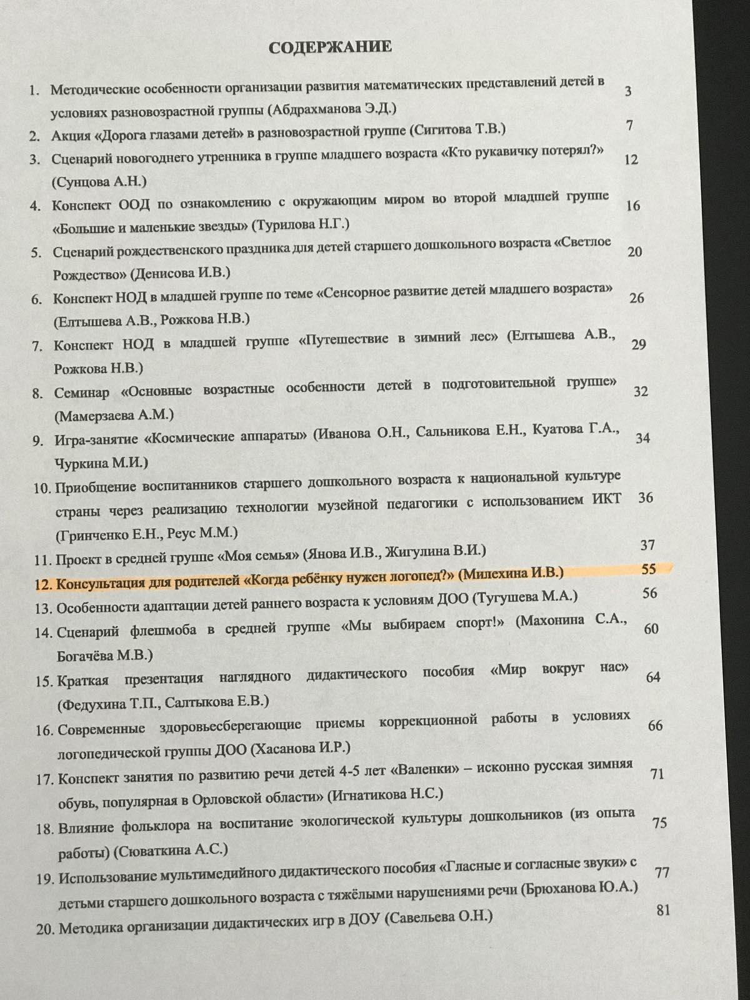 СОДЕРЖАНИЕ
1. Методические особенности организации развития математических представлений детей в 3
условиях разновозрастной группы (Абдрахманова Э.Д.)
2. Акция «Дорога глазами детей» в разновозрастной группе (Сигитова Т.В.) 7
3. Сценарий новогоднего утренника в группе младшего возраста «Кто рукавичку потерял?» 12
(Сунцова А.Н.)
4. Конспект ООД по ознакомлению с окружающим миром во второй младшей группе 16
«Большие и маленькие звезды» (Турилова Н.Г.)
5. Сценарий рождественского праздника для детей старшего дошкольного возраста «Светлое 20
Рождество» (Денисова И.В.)
6. Конспект НОД в младшей группе по теме «Сенсорное развитие детей младшего возраста» 26
(Елтышева А.В., Рожкова Н.В.)
7. Конспект НОД в младшей группе «Путешествие в зимний лес» (Елтышева А.В., 29
Рожкова Н.В.)
8. Семинар «Основные возрастные особенности детей в подготовительной группе» 32
(Мамерзаева А.М.)
9. Игра-занятие «Космические аппараты» (Иванова О.Н., Сальникова Е.Н., Куатова Г.А., 34
Чуркина М.И.)
10. Приобщение воспитанников старшего дошкольного возраста к национальной культуре
страны через реализацию технологии музейной педагогики с использованием ИКТ 36
(Гринченко Е.Н., Реус М.М.)
11. Проект в средней группе «Моя семья» (Янова И.В., Жигулина В.И.) 37
12. Консультация для родителей «Когда ребёнку нужен логопед?» (Милехина И.В.) 55
13. Особенности адаптации детей раннего возраста к условиям ДОО (Тугушева М.А.) 56
14. Сценарий флешмоба в средней группе «Мы выбираем спорт!» (Махонина С.А., 60
Богачёва М.В.)
15. Краткая презентация наглядного дидактического пособия «Мир вокруг нас» 64
(Федухина Т.П., Салтыкова Е.В.)
16. Современные здоровьесберегающие приемы коррекционной работы в условиях 66
логопедической группы ДОО (Хасанова И.Р.)
17. Конспект занятия по развитию речи детей 4-5 лет «Валенки» – исконно русская зимняя 71
обувь, популярная в Орловской области» (Игнатикова Н.С.)
18. Влияние фольклора на воспитание экологической культуры дошкольников (из опыта 75
работы) (Сюваткина А.С.)
19. Использование мультимедийного дидактического пособия «Гласные и согласные звуки» с 77
детьми старшего дошкольного возраста с тяжёлыми нарушениями речи (Брюханова Ю.А.)
20. Методика организации дидактических игр в ДОУ (Савельева О.Н.) 81